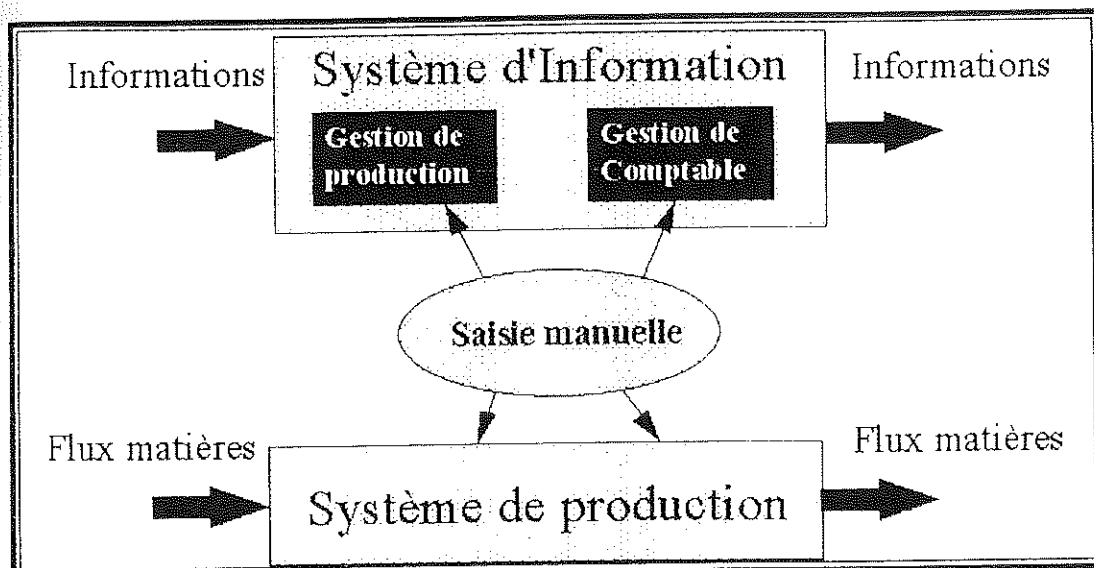 Informations
Système d'Information
Informations
Gestion de
production
Gestion de
Comptable
Saisie manuelle
Flux matières
Flux matières
Système de production